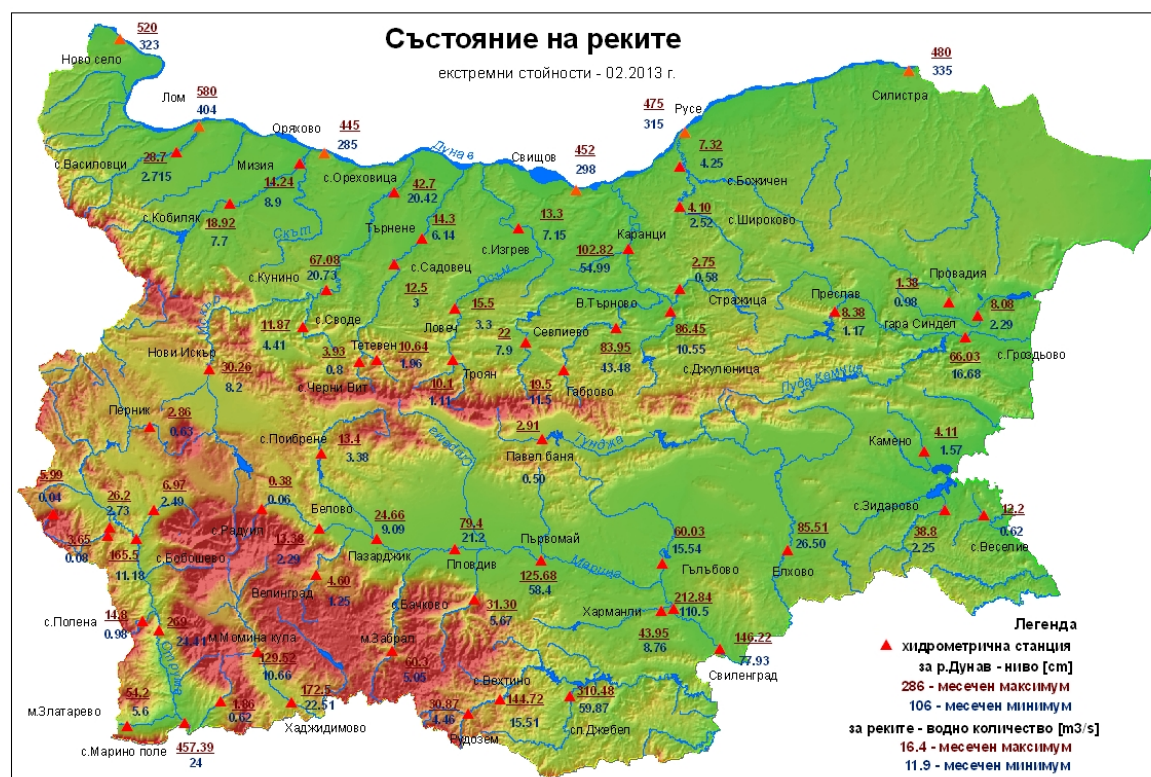 Състояние на реките
екстремни стойности - 02.2013 г.
520
323
Ново село
Лом
580
404
Оряхово
445
285
Дунав
Свищов
452
298
475
315
Русе
480
335
Силистра
с.Василовци
28.7
2.715
Мизия
14.24
8.9
с.Кобиляк
18.92
7.7
Скът
с.Ореховица
42.7
20.42
Търнене
14.3
6.14
с.Изгрев
13.3
7.15
Каранци
102.82
54.99
7.32
4.25
с.Божичен
4.10
2.52
с.Широково
67.08
20.73
с.Кунино
с.Садовец
12.5
3
Осъм
2.75
0.58
Стражица
Преслав
8.38
1.17
Провадия
1.38
0.98
8.08
2.29
гара Синдел
с.Гроздьово
66.03
16.68
Искър
Нови Искър
30.26
8.2
11.87
4.41
с.Своде
3.93
0.8
с.Черни Вит
Тетевен
10.64
1.96
Ловеч
15.5
3.3
Троян
10.1
1.11
Севлиево
22
7.9
В.Търново
83.95
43.48
86.45
10.55
с.Джулюница
19.5
11.5
Габрово
Луда Камчия
Перник
2.86
0.63
с.Поибрене
13.4
3.38
Стряма
2.91
Павел баня
0.50
Тунджа
Камено
4.11
1.57
5.99
0.04
26.2
2.73
6.97
2.49
3.65
0.08
165.5
11.18
с.Бобошево
0.38
0.06
с.Радуил
Белово
13.38
2.29
24.66
9.09
Пазарджик
79.4
21.2
Пловдив
Първомай
125.68
58.4
Марица
60.03
15.54
Гълъбово
85.51
26.50
Елхово
с.Зидарово
38.8
2.25
12.2
0.62
с.Веселие
Велинград
4.60
1.25
с.Бачково
31.30
5.67
Харманли
212.84
110.5
43.95
8.76
146.22
77.93
Свиленград
с.Полена
14.8
0.98
269
24.41
Струма
м.Момина кула
129.52
10.66
м.Забрал
60.3
5.05
54.2
5.6
м.Златарево
с.Марино поле
457.39
24
1.86
0.62
172.5
22.51
Хаджидимово
с.Вехтино
144.72
15.51
30.87
4.46
Рудозем
310.48
59.87
сп.Джебел
Легенда
хидрометрична станция
за р.Дунав - ниво [cm]
286 - месечен максимум
106 - месечен минимум
за реките - водно количество [m3/s]
16.4 - месечен максимум
11.9 - месечен минимум